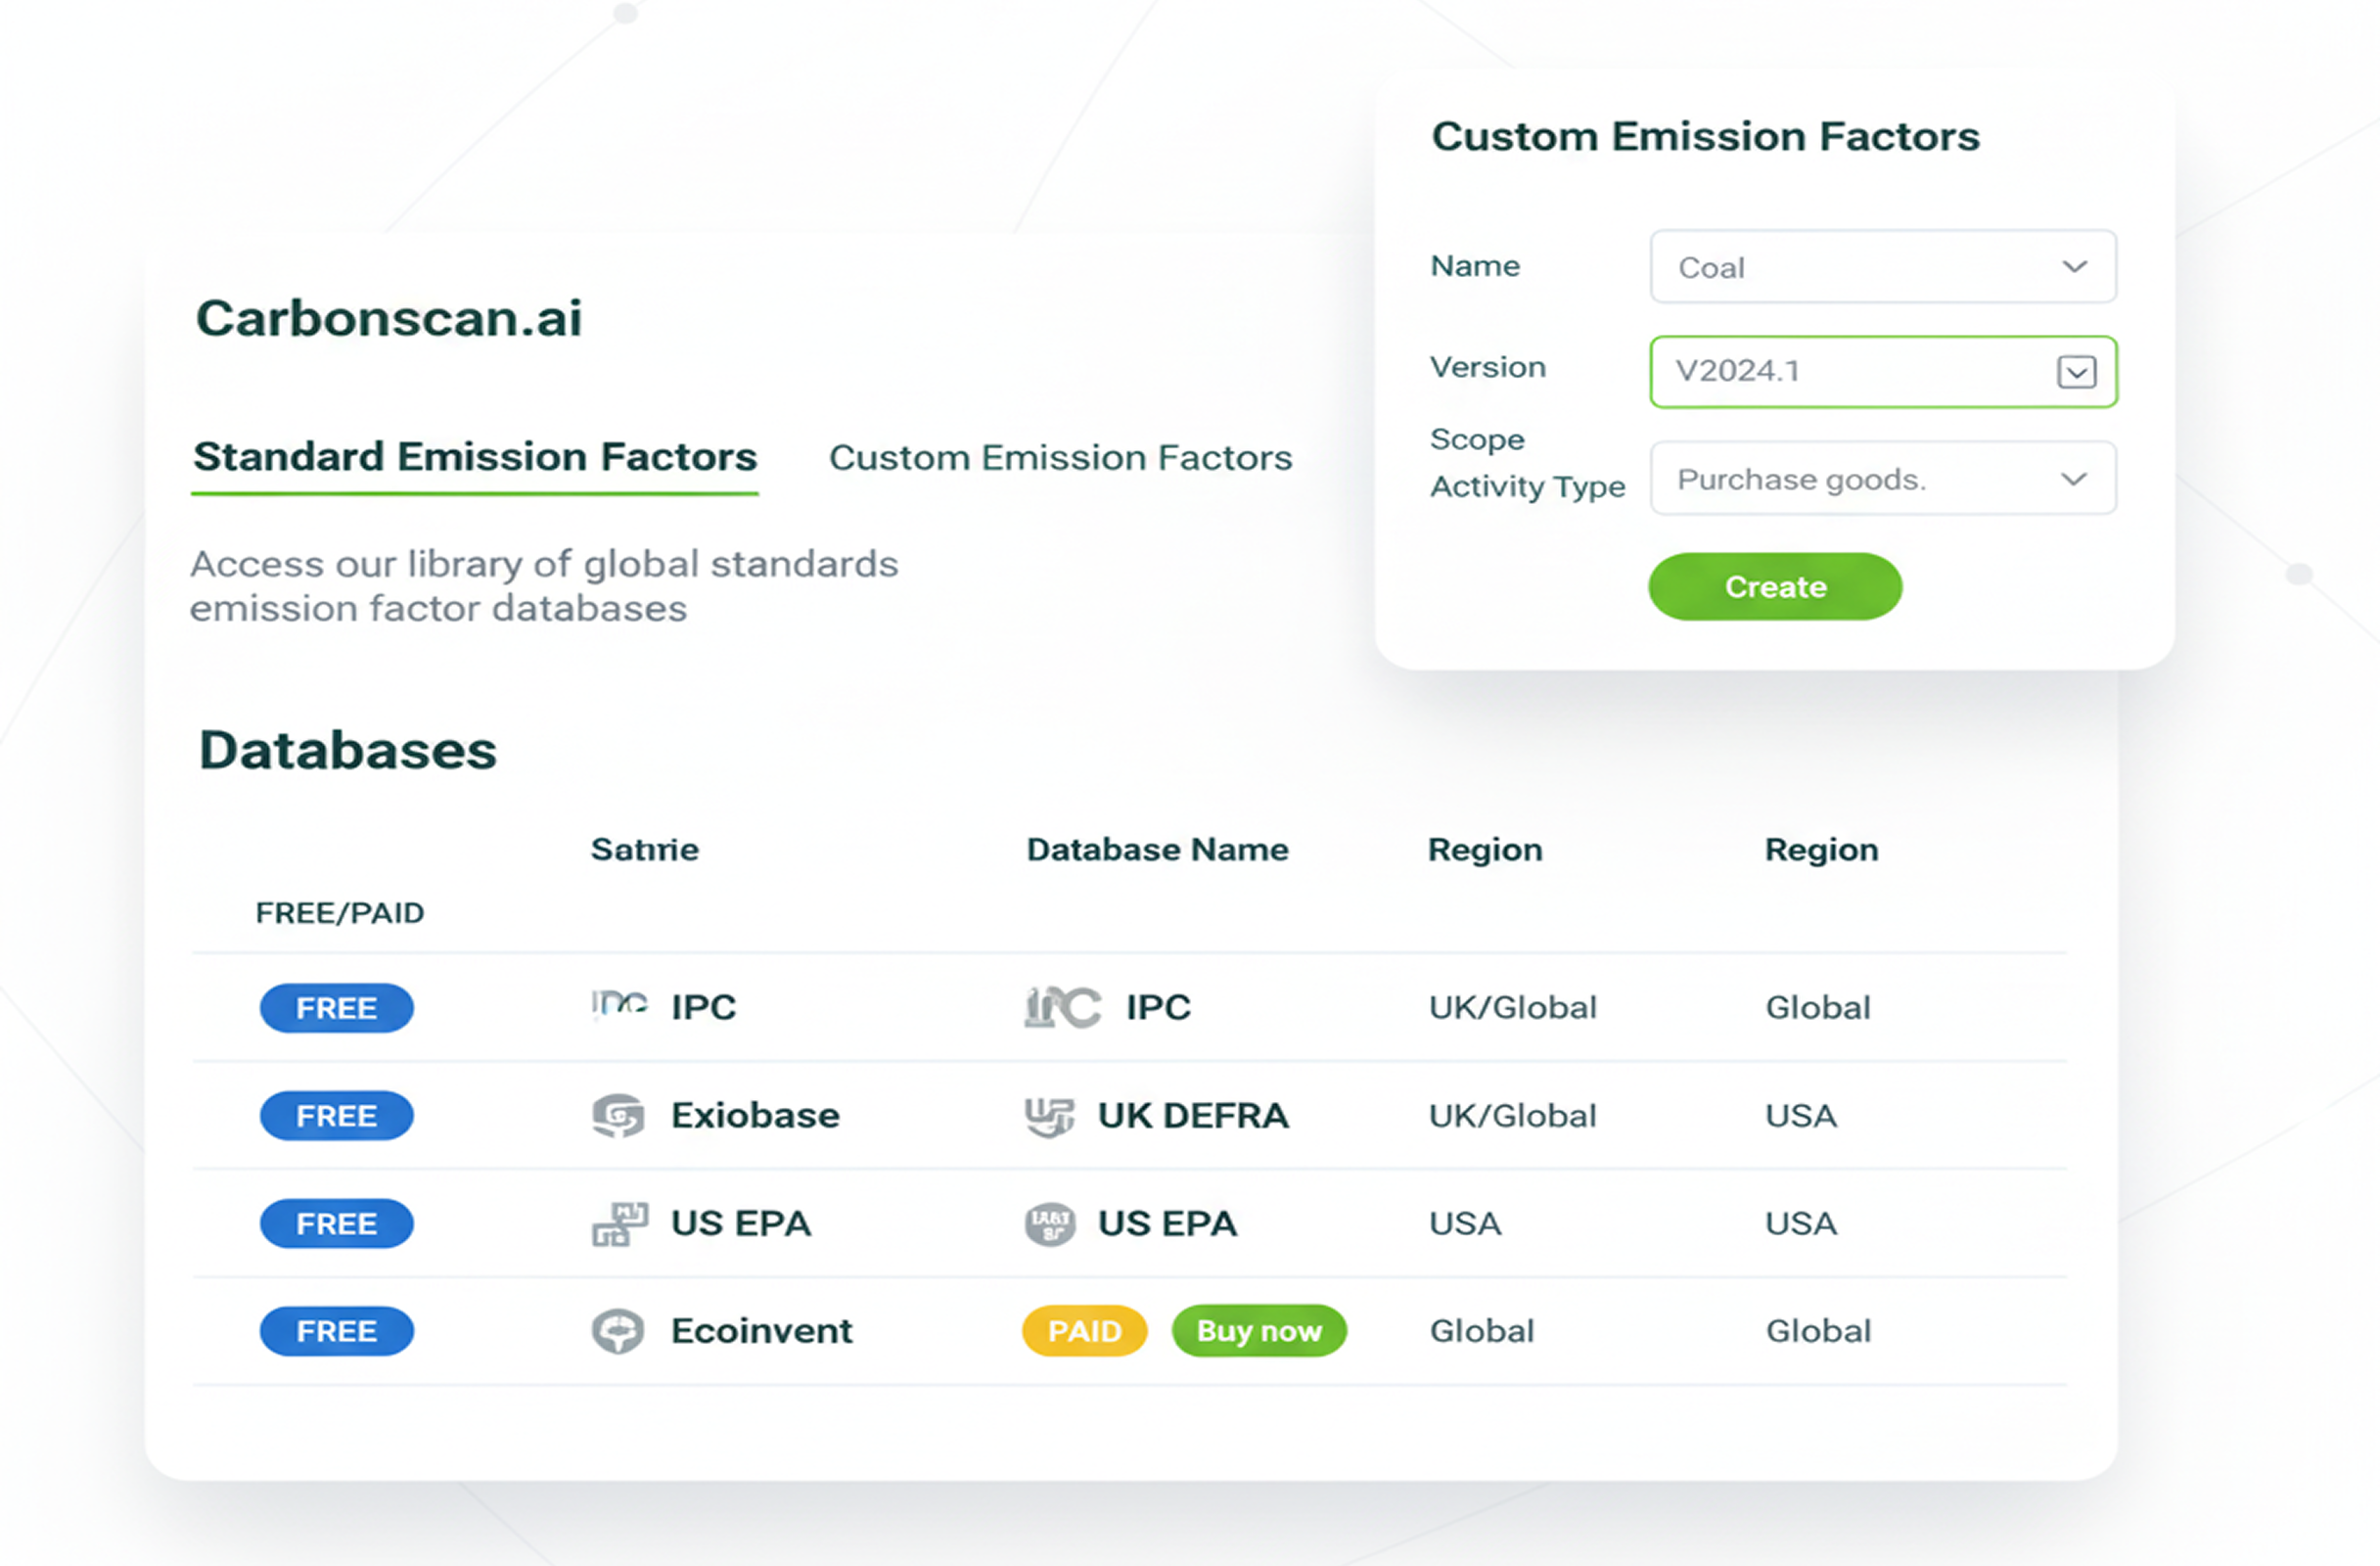 Custom Emission Factors
Name
Coal
Version
V2024.1
Scope
Activity Type
Purchase goods.
Create
Carbonscan.ai
Standard Emission Factors Custom Emission Factors
Access our library of global standards
emission factor databases
Databases
Database Name Region Region
FREE/PAID
FREE IPC IPC UK/Global Global
FREE Exiobase UK DEFRA UK/Global USA
FREE US EPA US EPA USA USA
FREE Ecoinvent PAID Buy now Global Global